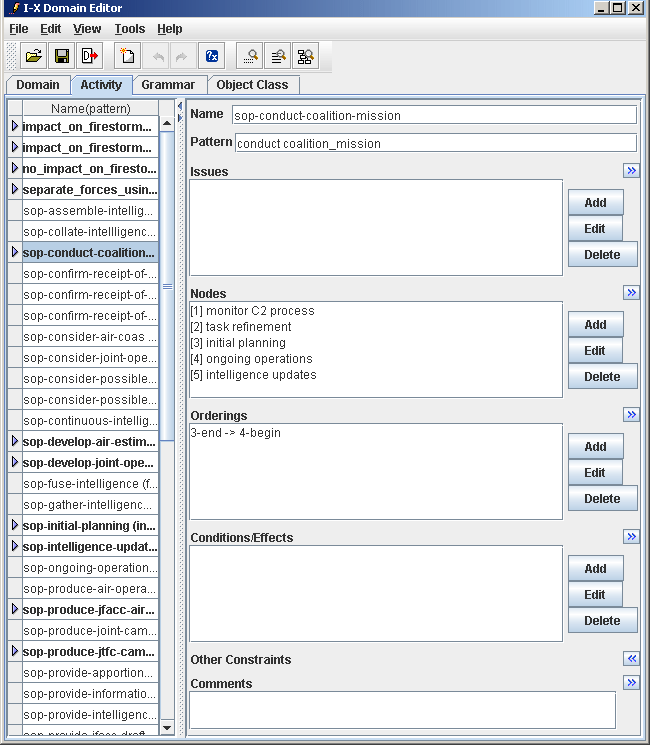 I-X Domain Editor
File Edit View Tools Help
Domain Activity Grammar Object Class
Name(pattern)
impact_on_firestorm...
impact_on_firestorm...
no_impact_on_firesto...
separate_forces_usin...
sop-assemble-intellig...
sop-collate-intellligenc...
sop-conduct-coalition...
sop-confirm-receipt-of-...
sop-confirm-receipt-of-...
sop-confirm-receipt-of-...
sop-consider-air-coas ...
sop-consider-joint-ope...
sop-consider-possible...
sop-consider-possible...
sop-continuous-intellig...
sop-develop-air-estim...
sop-develop-joint-ope...
sop-fuse-intelligence (f...
sop-gather-intelligenc...
sop-initial-planning (in...
sop-intelligence-updat...
sop-ongoing-operation...
sop-produce-air-opera...
sop-produce-jfacc-air...
sop-produce-joint-cam...
sop-produce-jtfc-cam...
sop-provide-apportion...
sop-provide-informatio...
sop-provide-intelligenc...
sop-provide-jfacc-draft
Name sop-conduct-coalition-mission
Pattern conduct coalition_mission
Issues
Add
Edit
Delete
Nodes
[1] monitor C2 process
[2] task refinement
[3] initial planning
[4] ongoing operations
[5] intelligence updates
Add
Edit
Delete
Orderings
3-end -> 4-begin
Add
Edit
Delete
Conditions/Effects
Add
Edit
Delete
Other Constraints
Comments